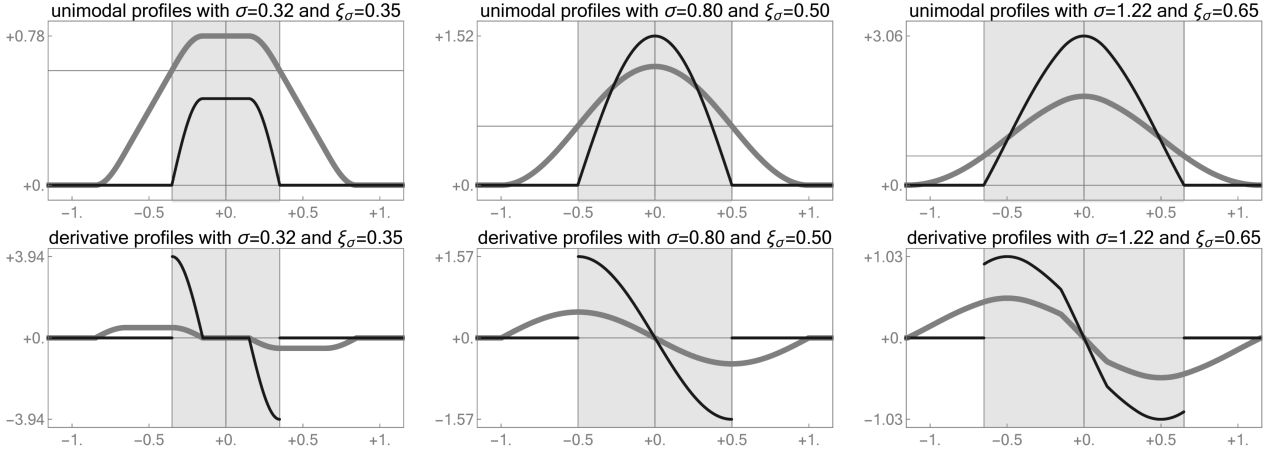 unimodal profiles with σ=0.32 and ξσ=0.35
+0.78
+0.
−1. −0.5 +0. +0.5 +1.
unimodal profiles with σ=0.80 and ξσ=0.50
+1.52
+0.
−1. −0.5 +0. +0.5 +1.
unimodal profiles with σ=1.22 and ξσ=0.65
+3.06
+0.
−1. −0.5 +0. +0.5 +1.
derivative profiles with σ=0.32 and ξσ=0.35
+3.94
+0.
−3.94
−1. −0.5 +0. +0.5 +1.
derivative profiles with σ=0.80 and ξσ=0.50
+1.57
+0.
−1.57
−1. −0.5 +0. +0.5 +1.
derivative profiles with σ=1.22 and ξσ=0.65
+1.03
+0.
−1.03
−1. −0.5 +0. +0.5 +1.